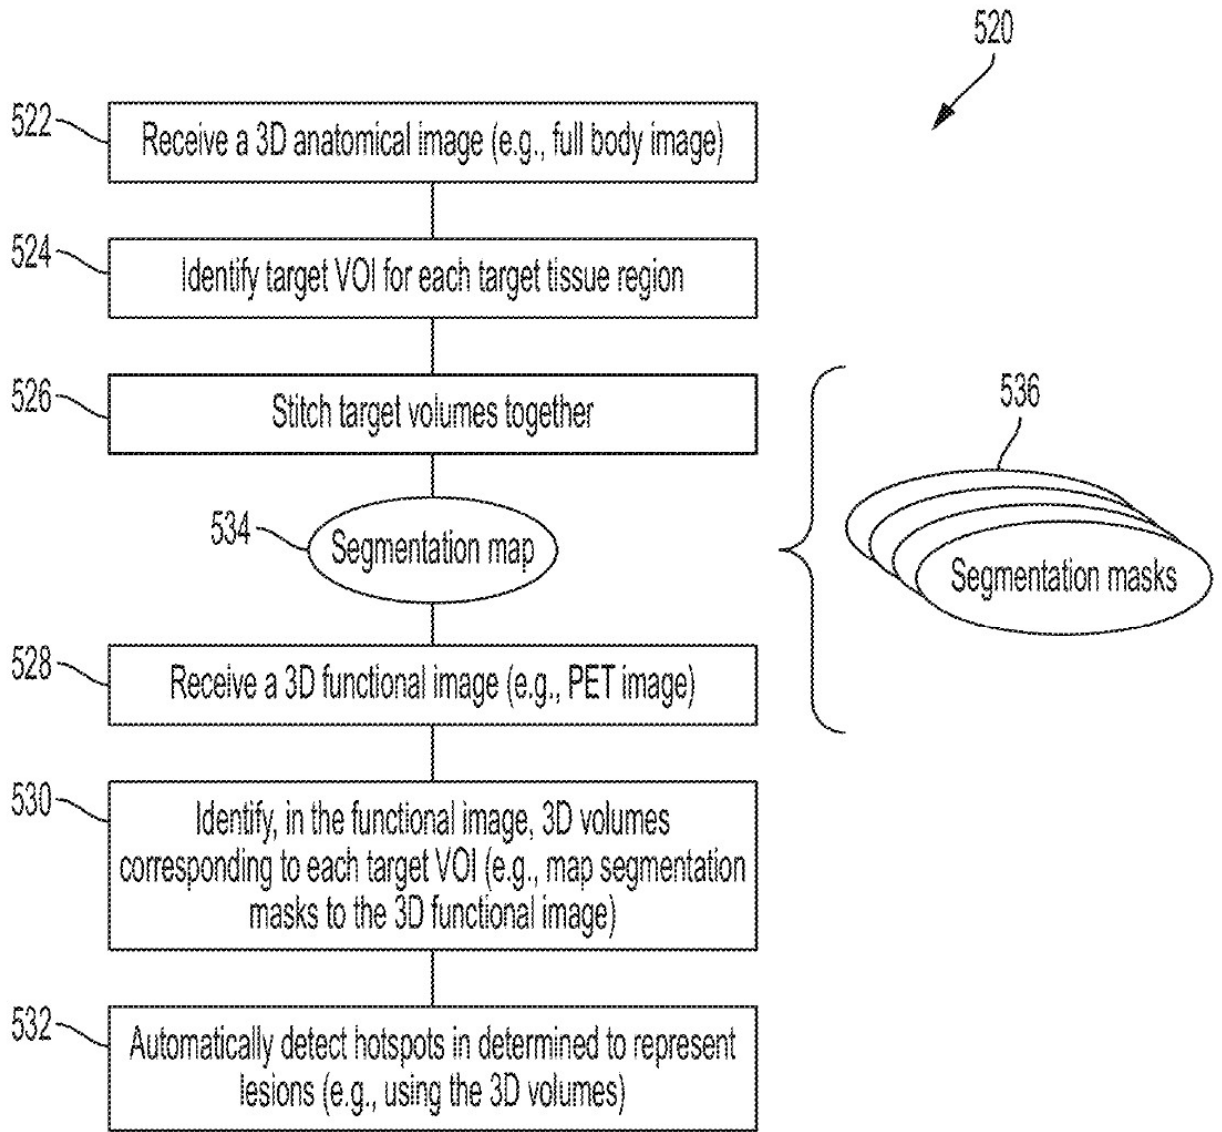 520
522
Receive a 3D anatomical image (e.g., full body image)
524
Identify target VOI for each target tissue region
526
Stitch target volumes together
536
534
Segmentation map
Segmentation masks
528
Receive a 3D functional image (e.g., PET image)
530
Identify, in the functional image, 3D volumes
corresponding to each target VOI (e.g., map segmentation
masks to the 3D functional image)
532
Automatically detect hotspots in determined to represent
lesions (e.g., using the 3D volumes)